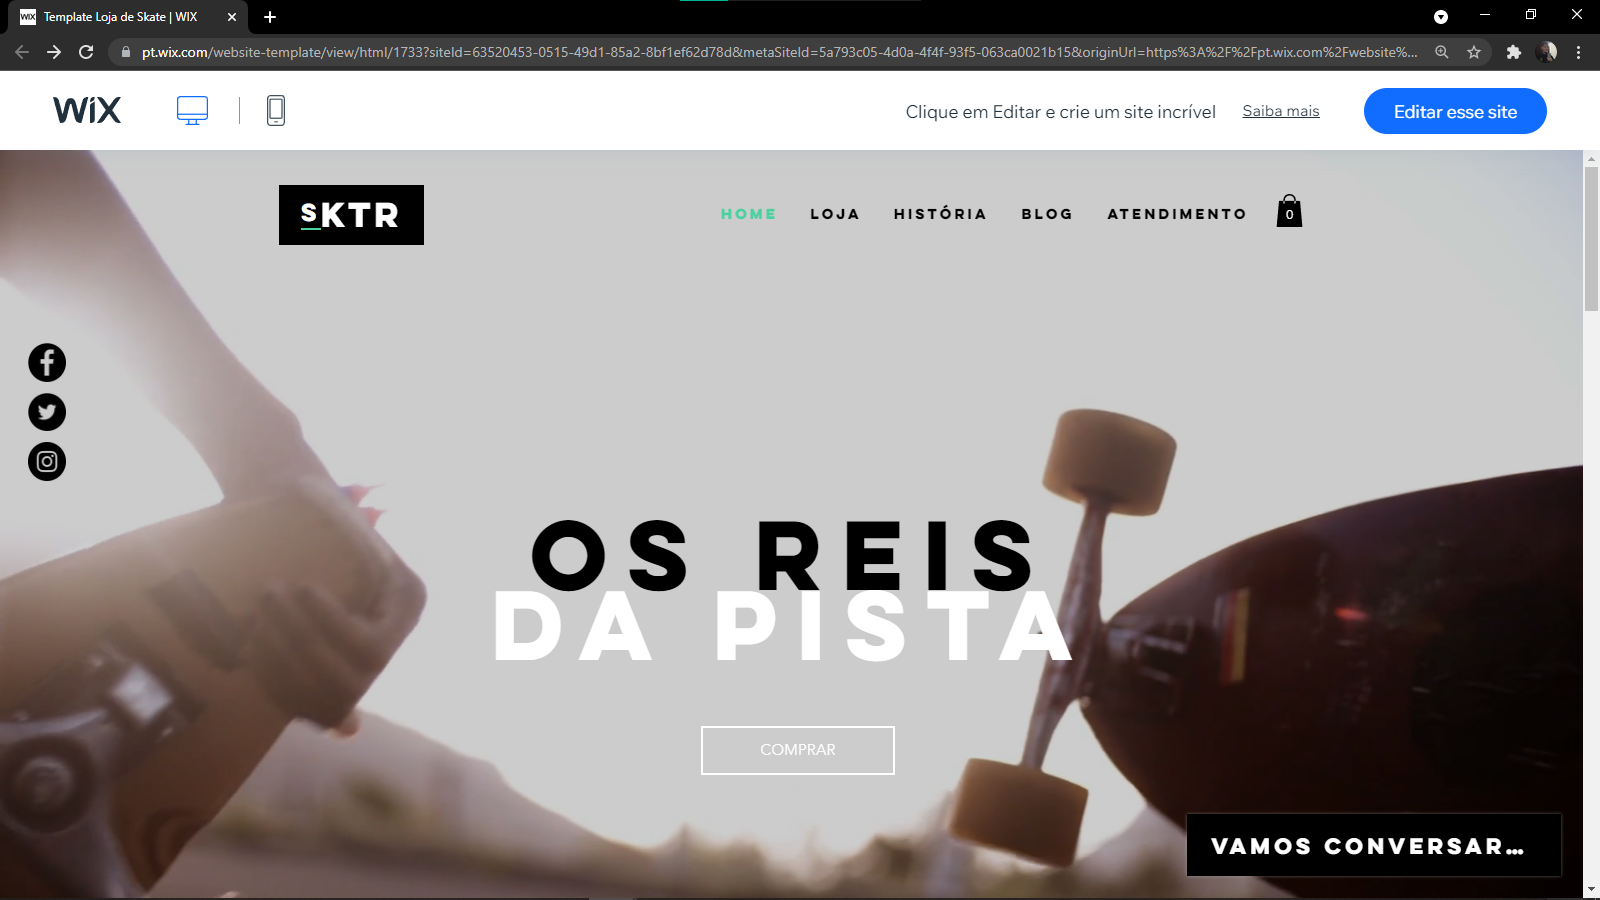 WIX Template Loja de Skate | WIX
pt.wix.com/website-template/view/html/1733?siteId=63520453-0515-49d1-85a2-8bf1ef62d78d&metaSiteId=5a793c05-4d0a-4f4f-93f5-063ca0021b15&originUrl=https%3A%2F%2Fpt.wix.com%2Fwebsite%...
WIX Clique em Editar e crie um site incrível Saiba mais Editar esse site
SKTR HOME LOJA HISTÓRIA BLOG ATENDIMENTO 0
OS REIS
DA PISTA
COMPRAR
VAMOS CONVERSAR...